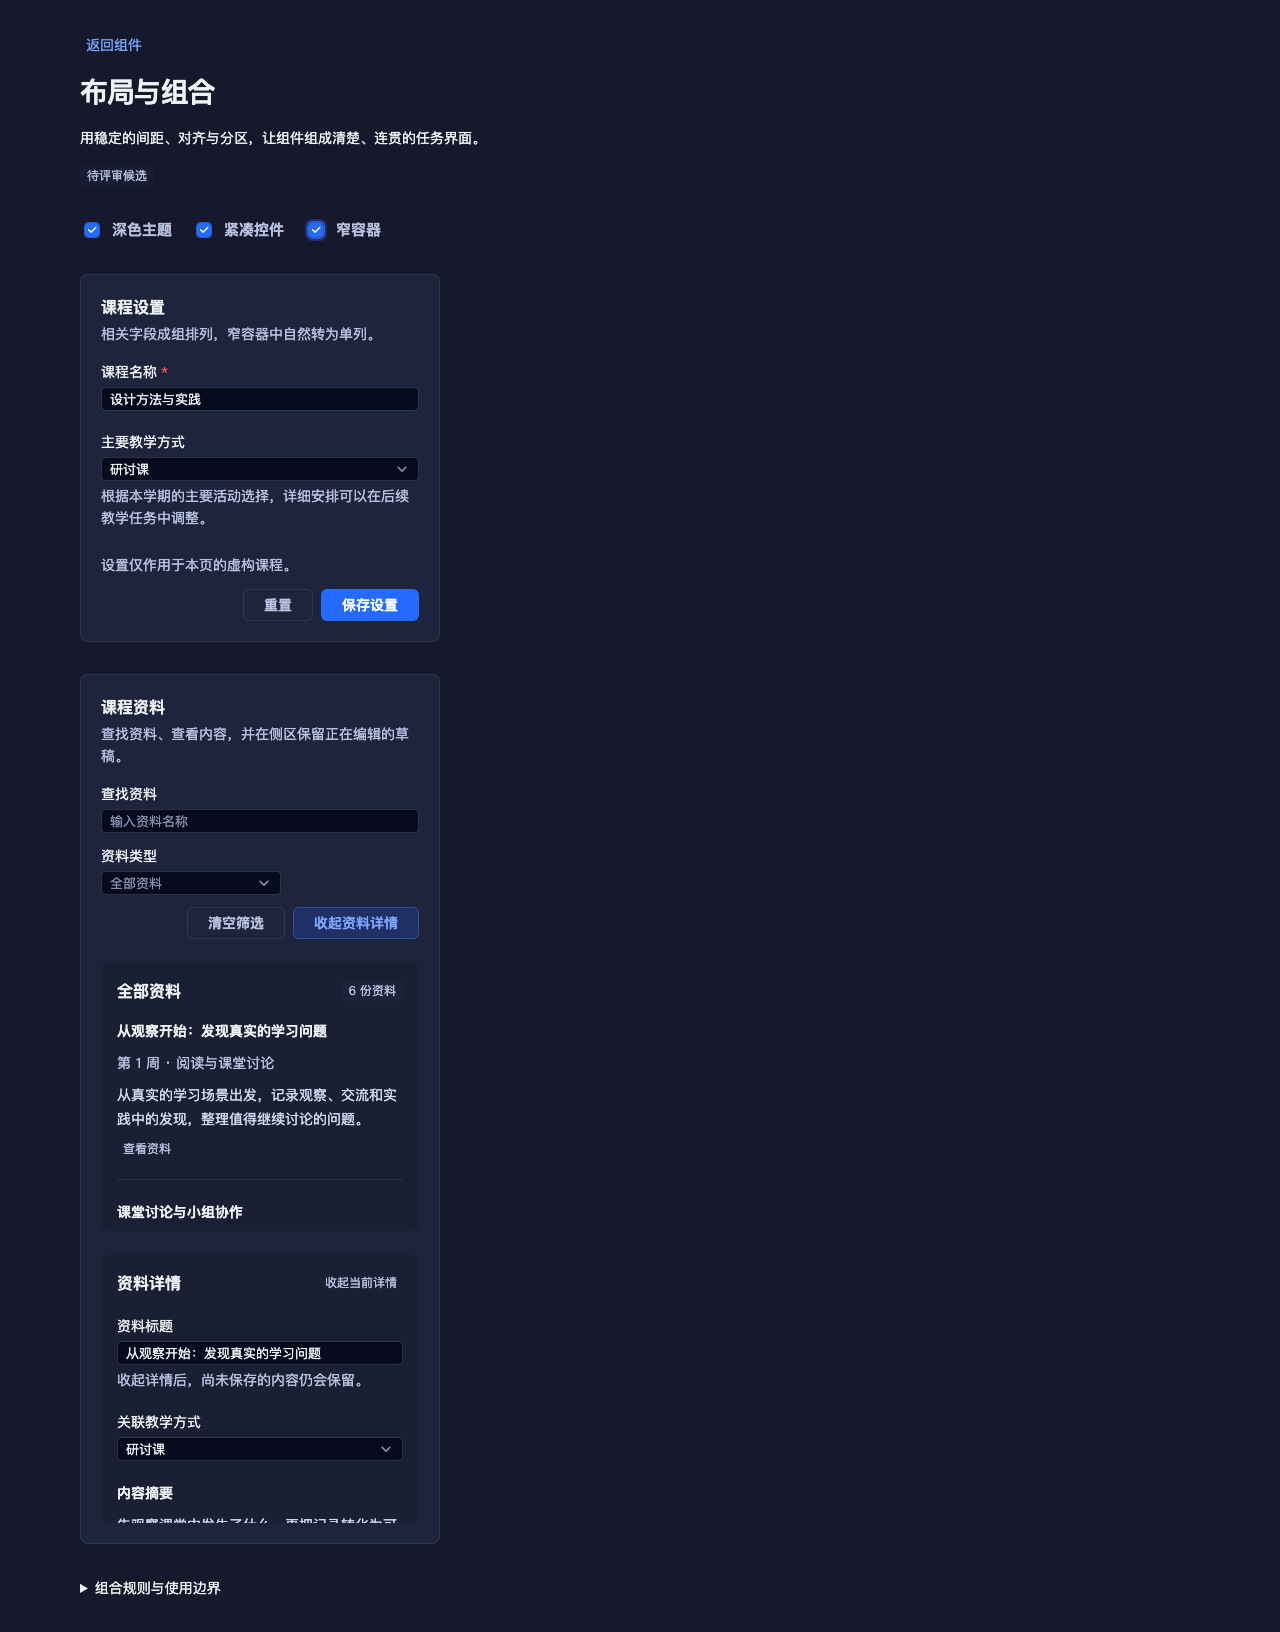 返回组件
布局与组合
用稳定的间距、对齐与分区，让组件组成清楚、连贯的任务界面。
待评审候选
深色主题 紧凑控件 窄容器
课程设置
相关字段成组排列，窄容器中自然转为单列。
课程名称 *
设计方法与实践
主要教学方式
研讨课
根据本学期的主要活动选择，详细安排可以在后续
教学任务中调整。
设置仅作用于本页的虚构课程。
重置 保存设置
课程资料
查找资料、查看内容，并在侧区保留正在编辑的草
稿。
查找资料
输入资料名称
资料类型
全部资料
清空筛选 收起资料详情
全部资料 6 份资料
从观察开始：发现真实的学习问题
第 1 周 · 阅读与课堂讨论
从真实的学习场景出发，记录观察、交流和实
践中的发现，整理值得继续讨论的问题。
查看资料
课堂讨论与小组协作
资料详情 收起当前详情
资料标题
从观察开始：发现真实的学习问题
收起详情后，尚未保存的内容仍会保留。
关联教学方式
研讨课
内容摘要
组合规则与使用边界